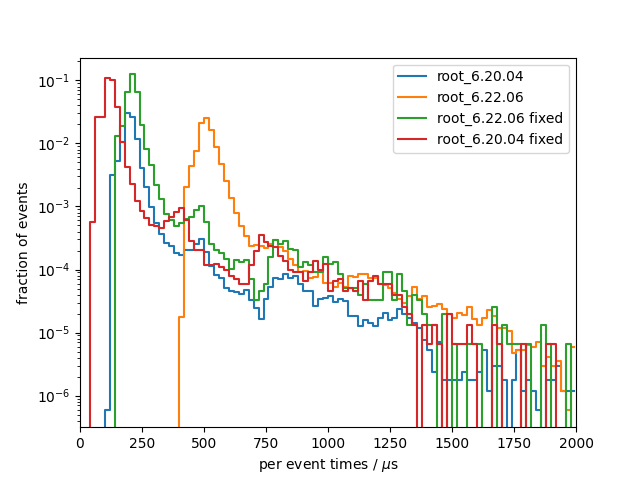 root_6.20.04
root_6.22.06
root_6.22.06 fixed
root_6.20.04 fixed
fraction of events
10⁻¹
10⁻²
10⁻³
10⁻⁴
10⁻⁵
10⁻⁶
0 250 500 750 1000 1250 1500 1750 2000
per event times / μs